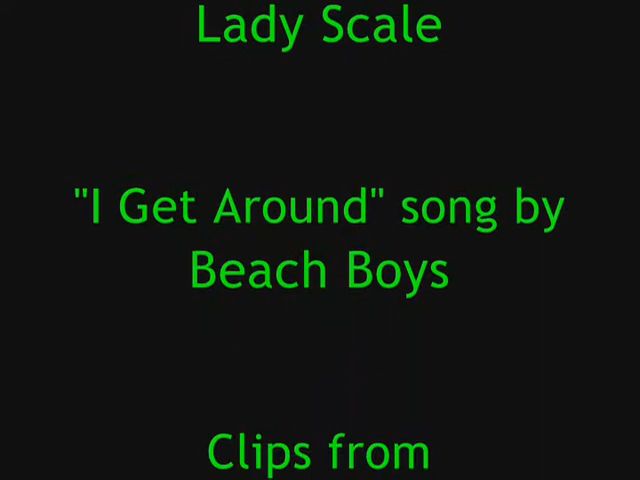 Lady Scale
"I Get Around" song by
Beach Boys
Clips from